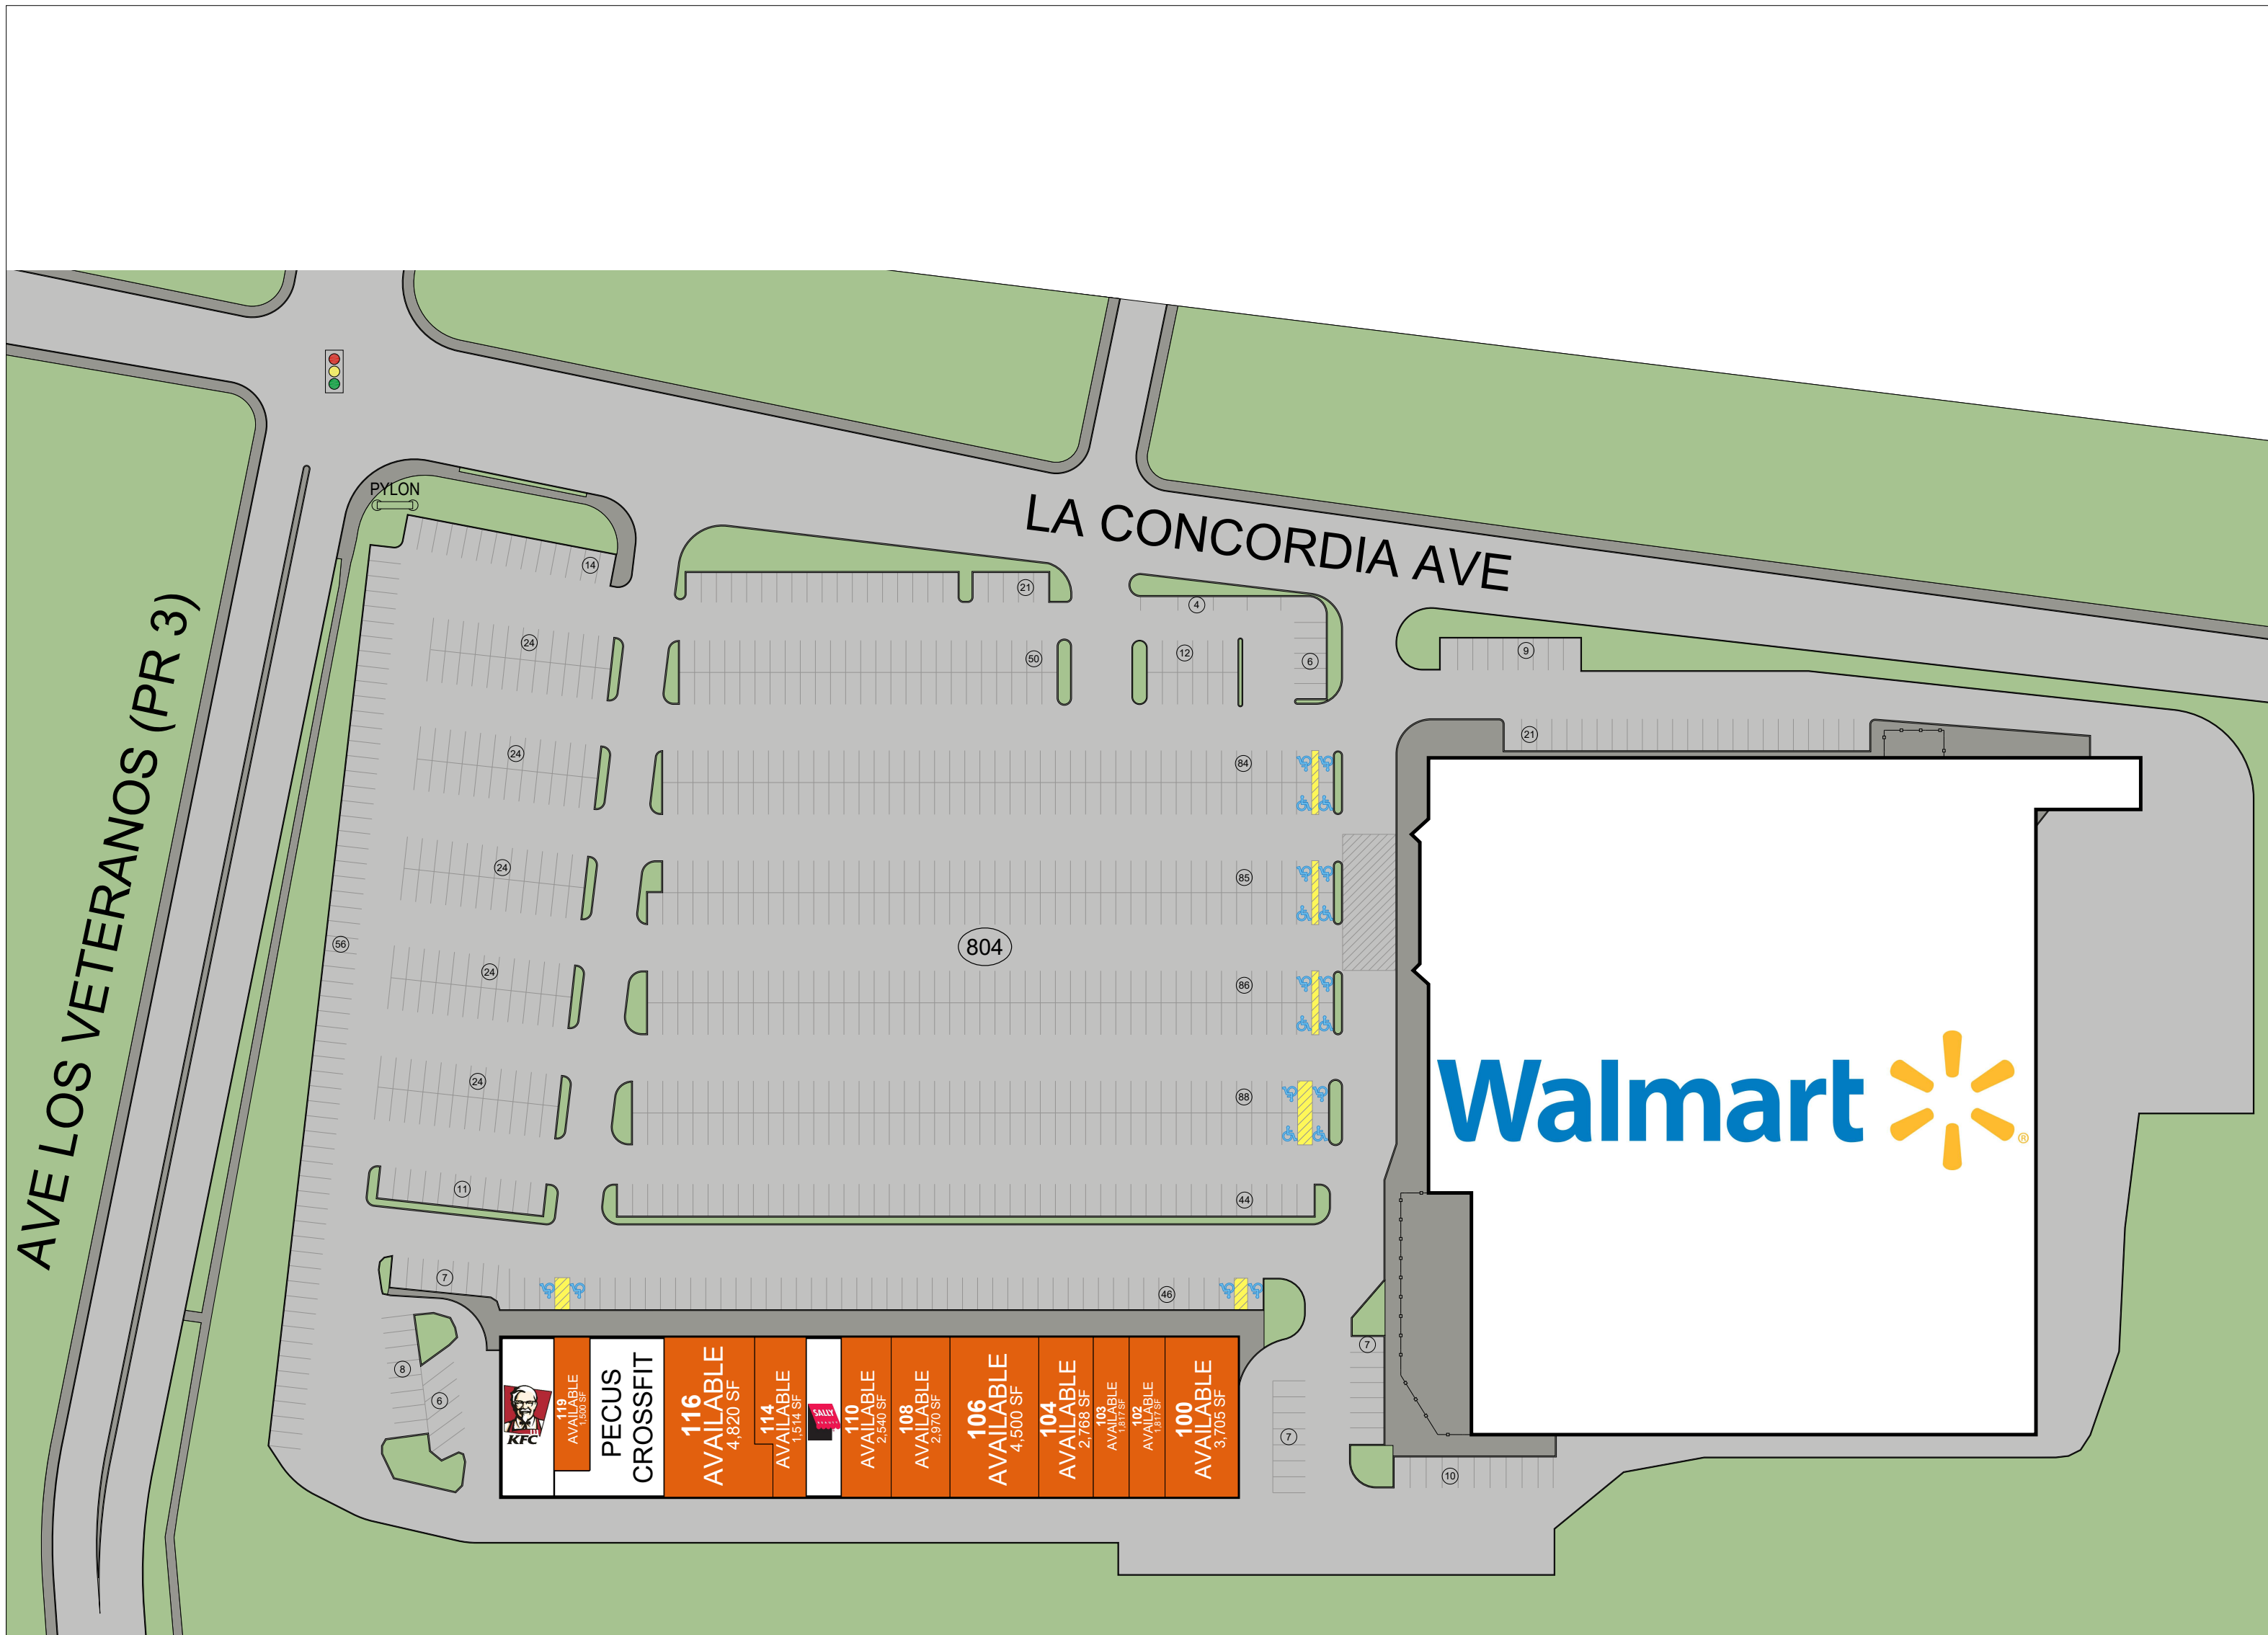 PYLON
LA CONCORDIA AVE
AVE LOS VETERANOS (PR 3)
14
21
4
24
50
12
6
9
24
84
21
24
85
56
804
24
86
24
88
11
44
7
46
8
6
7
7
10
Walmart
®
KFC
119
AVAILABLE
1,500 SF
PECUS
CROSSFIT
116
AVAILABLE
4,820 SF
114
AVAILABLE
1,514 SF
SALLY
110
AVAILABLE
2,540 SF
108
AVAILABLE
2,970 SF
106
AVAILABLE
4,500 SF
104
AVAILABLE
2,768 SF
103
AVAILABLE
1,817 SF
102
AVAILABLE
1,817 SF
100
AVAILABLE
3,705 SF